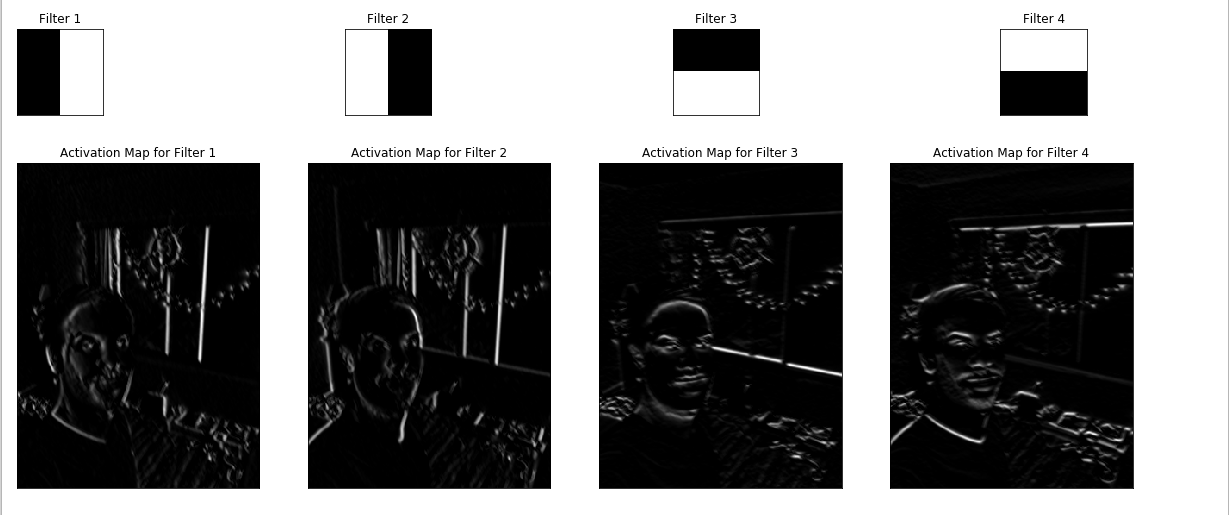 Filter 1
Filter 2
Filter 3
Filter 4
Activation Map for Filter 1
Activation Map for Filter 2
Activation Map for Filter 3
Activation Map for Filter 4